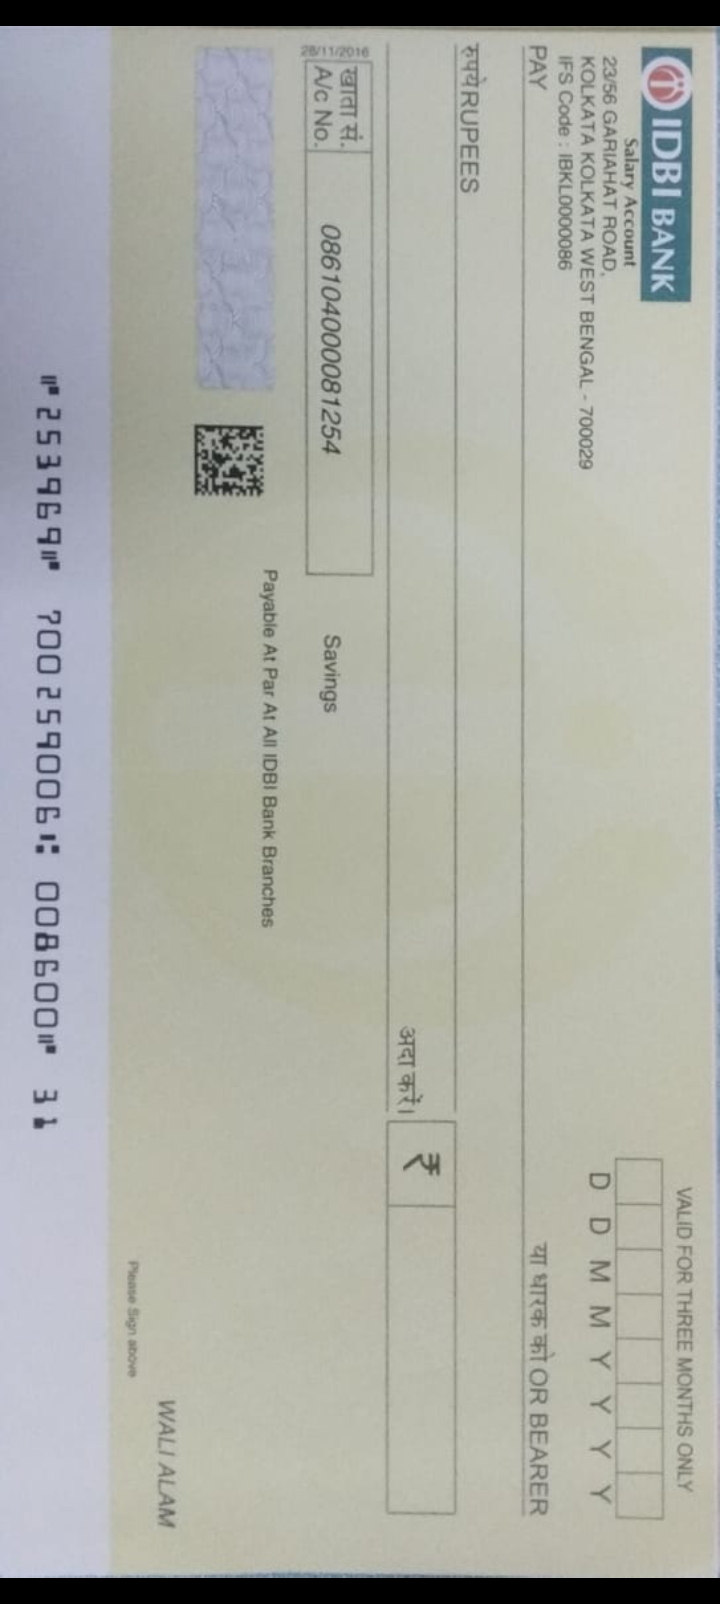 IDBI BANK
VALID FOR THREE MONTHS ONLY
Salary Account
23/56 GARIAHAT ROAD,
KOLKATA KOLKATA WEST BENGAL - 700029
IFS Code : IBKL0000086
D D M M Y Y Y Y
PAY
या धारक को OR BEARER
रुपये RUPEES
अदा करें।
₹
28/11/2016
खाता सं.
A/c No.
086104000081254
Savings
Payable At Par At All IDBI Bank Branches
WALI ALAM
Please Sign above
⑈253969⑈ 700259006⑆ 008600⑈ 31